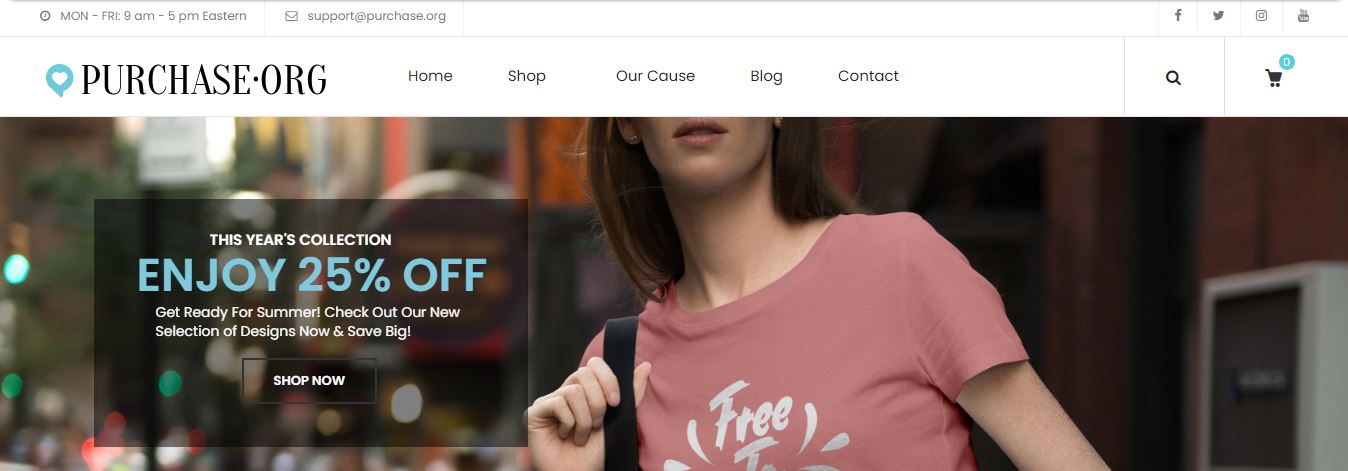 MON - FRI: 9 am - 5 pm Eastern
support@purchase.org
PURCHASE·ORG
Home
Shop
Our Cause
Blog
Contact
0
THIS YEAR'S COLLECTION
ENJOY 25% OFF
Get Ready For Summer! Check Out Our New
Selection of Designs Now & Save Big!
SHOP NOW
Free
To